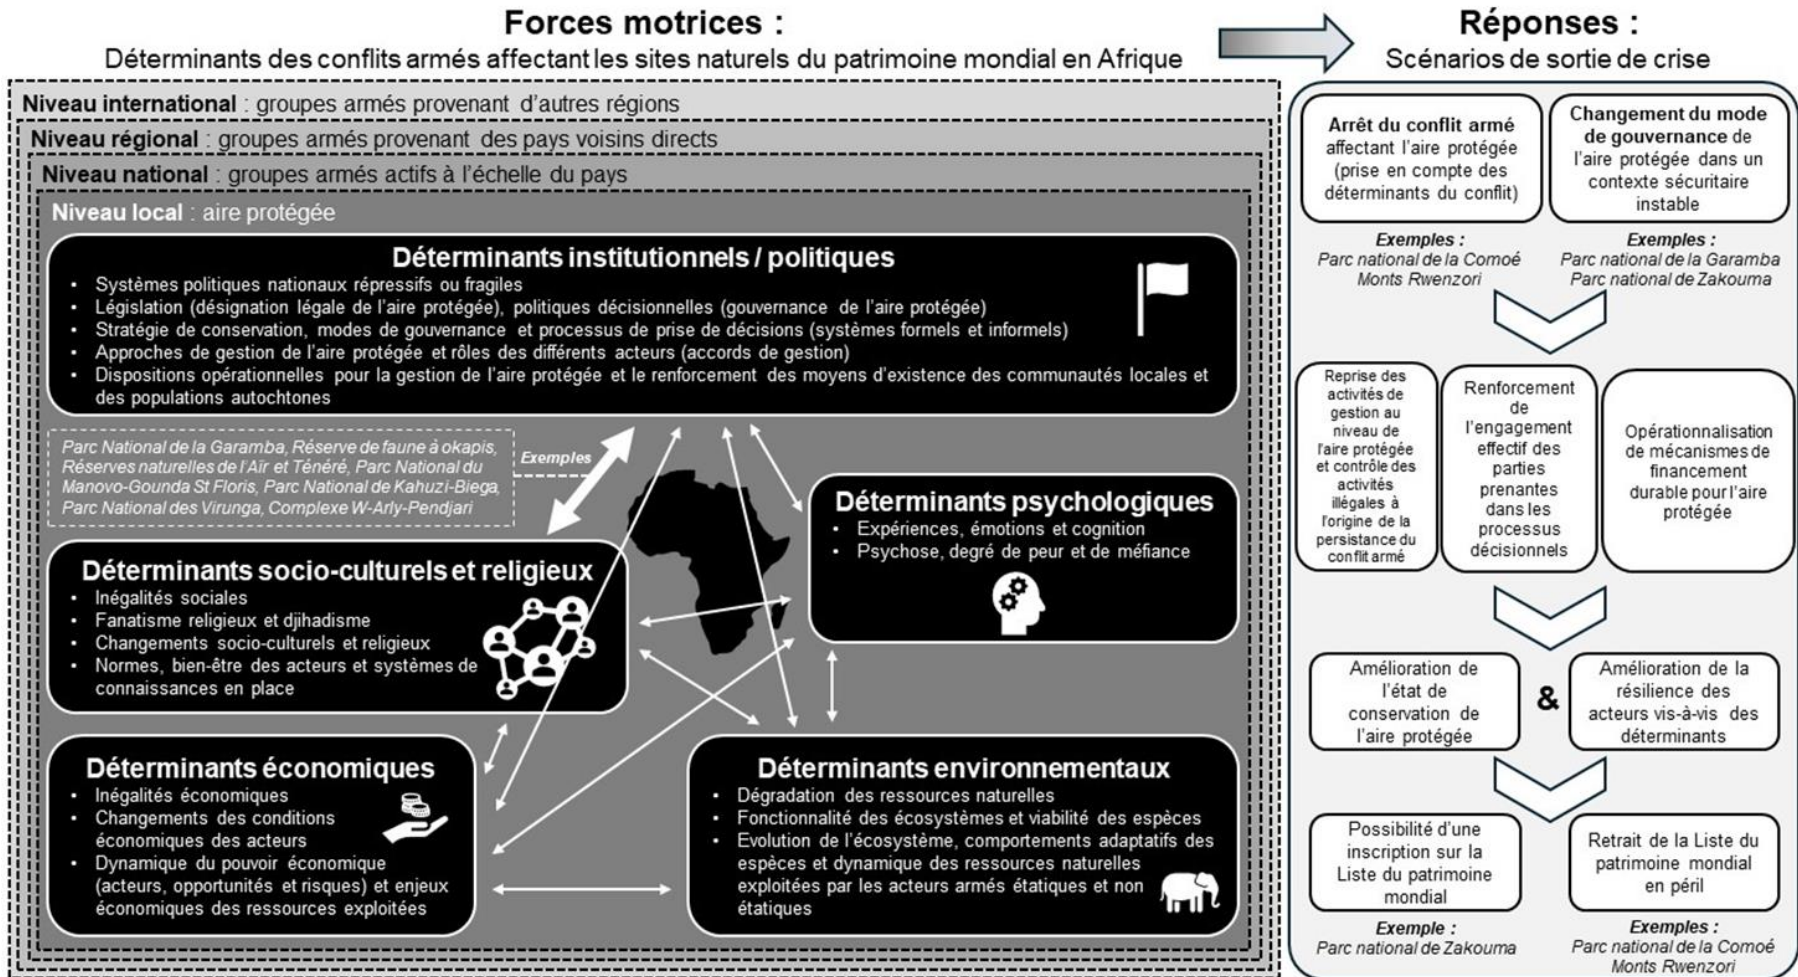 Forces motrices :
Déterminants des conflits armés affectant les sites naturels du patrimoine mondial en Afrique
Niveau international : groupes armés provenant d'autres régions
Niveau régional : groupes armés provenant des pays voisins directs
Niveau national : groupes armés actifs à l'échelle du pays
Niveau local : aire protégée
Déterminants institutionnels / politiques
• Systèmes politiques nationaux répressifs ou fragiles
• Législation (désignation légale de l'aire protégée), politiques décisionnelles (gouvernance de l'aire protégée)
• Stratégie de conservation, modes de gouvernance et processus de prise de décisions (systèmes formels et informels)
• Approches de gestion de l'aire protégée et rôles des différents acteurs (accords de gestion)
• Dispositions opérationnelles pour la gestion de l'aire protégée et le renforcement des moyens d'existence des communautés locales et
des populations autochtones
Parc National de la Garamba, Réserve de faune à okapis,
Réserves naturelles de l'Aïr et Ténéré, Parc National du
Manovo-Gounda St Floris, Parc National de Kahuzi-Biega,
Parc National des Virunga, Complexe W-Arly-Pendjari
Exemples
Déterminants psychologiques
• Expériences, émotions et cognition
• Psychose, degré de peur et de méfiance
Déterminants socio-culturels et religieux
• Inégalités sociales
• Fanatisme religieux et djihadisme
• Changements socio-culturels et religieux
• Normes, bien-être des acteurs et systèmes de
connaissances en place
Déterminants économiques
• Inégalités économiques
• Changements des conditions
économiques des acteurs
• Dynamique du pouvoir économique
(acteurs, opportunités et risques) et enjeux
économiques des ressources exploitées
Déterminants environnementaux
• Dégradation des ressources naturelles
• Fonctionnalité des écosystèmes et viabilité des espèces
• Evolution de l'écosystème, comportements adaptatifs des
espèces et dynamique des ressources naturelles
exploitées par les acteurs armés étatiques et non
étatiques
Réponses :
Scénarios de sortie de crise
Arrêt du conflit armé
affectant l'aire protégée
(prise en compte des
déterminants du conflit)
Exemples :
Parc national de la Comoé
Monts Rwenzori
Changement du mode
de gouvernance de
l'aire protégée dans un
contexte sécuritaire
instable
Exemples :
Parc national de la Garamba
Parc national de Zakouma
Reprise des
activités de
gestion au
niveau de
l'aire protégée
et contrôle des
activités
illégales à
l'origine de la
persistance du
conflit armé
Renforcement
de
l'engagement
effectif des
parties
prenantes
dans les
processus
décisionnels
Opérationnalisation
de mécanismes de
financement
durable pour l'aire
protégée
Amélioration de
l'état de
conservation de
l'aire protégée
&
Amélioration de la
résilience des
acteurs vis-à-vis des
déterminants
Possibilité d'une
inscription sur la
Liste du patrimoine
mondial
Exemple :
Parc national de Zakouma
Retrait de la Liste du
patrimoine mondial
en péril
Exemples :
Parc national de la Comoé
Monts Rwenzori